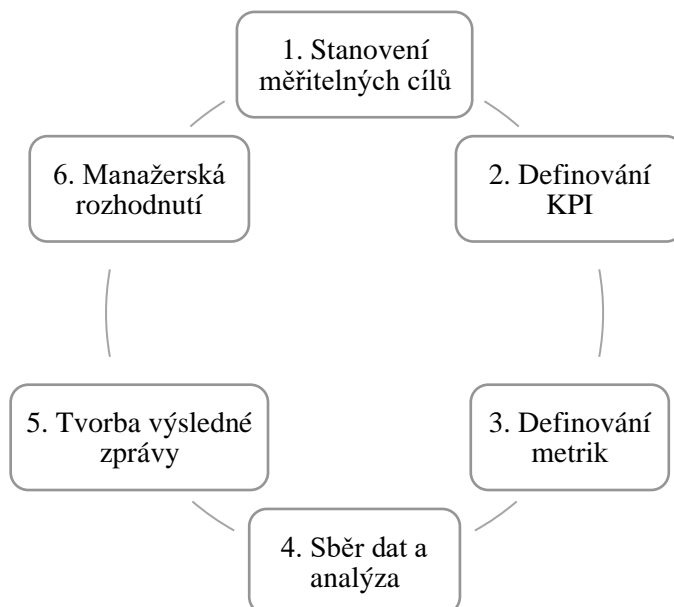 1. Stanovení
měřitelných cílů
2. Definování
KPI
3. Definování
metrik
4. Sběr dat a
analýza
5. Tvorba výsledné
zprávy
6. Manažerská
rozhodnutí